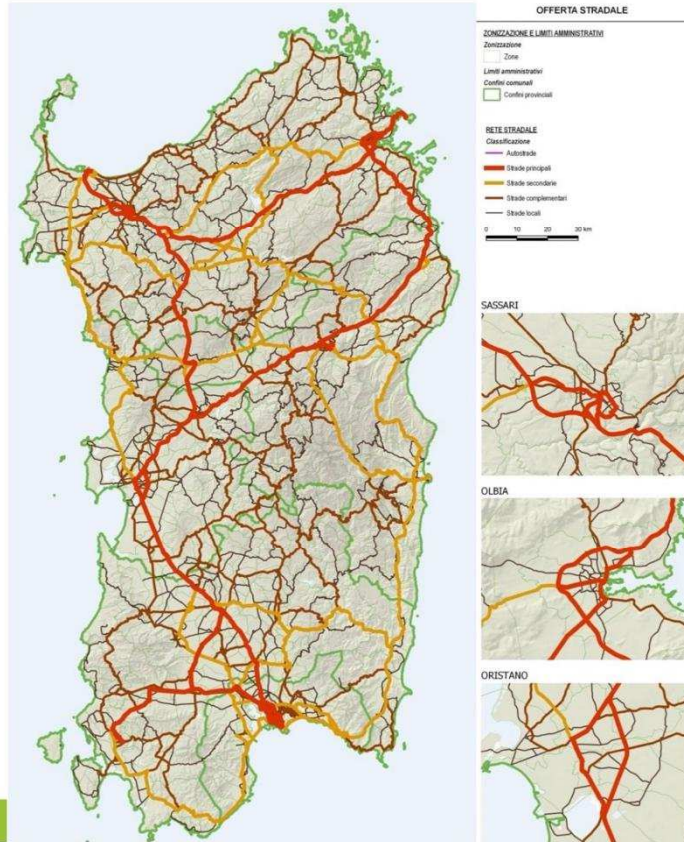 OFFERTA STRADALE
ZONIZZAZIONE E LIMITI AMMINISTRATIVI
Zonizzazione
Zone
Limiti amministrativi
Confini comunali
Confini provinciali
RETE STRADALE
Classificazione
Autostrade
Strade principali
Strade secondarie
Strade complementari
Strade locali
0 10 20 30 km
SASSARI
OLBIA
ORISTANO